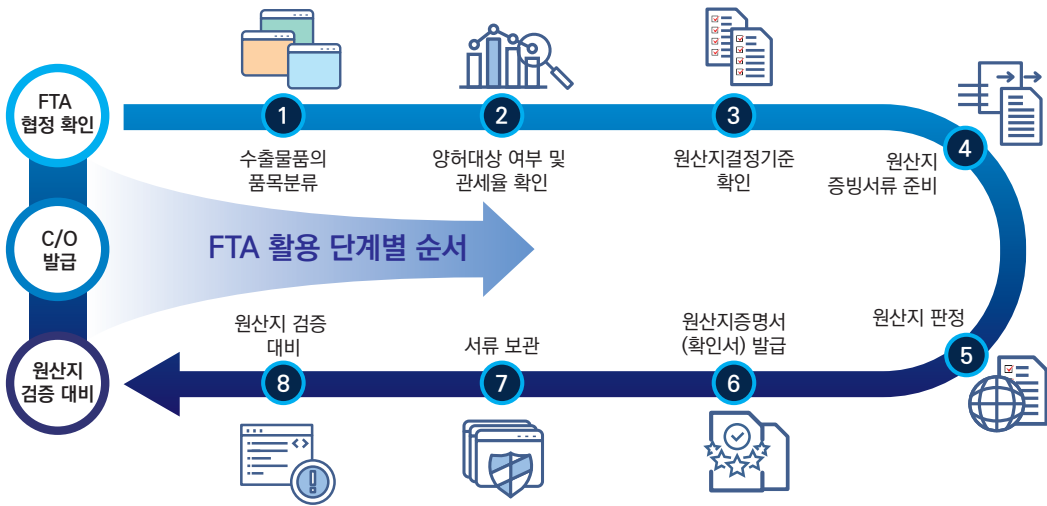 FTA
협정 확인
C/O
발급
원산지
검증 대비
1
수출물품의
품목분류
2
양허대상 여부 및
관세율 확인
3
원산지결정기준
확인
4
원산지
증빙서류 준비
FTA 활용 단계별 순서
5
원산지 판정
6
원산지증명서
(확인서) 발급
7
서류 보관
8
원산지 검증
대비